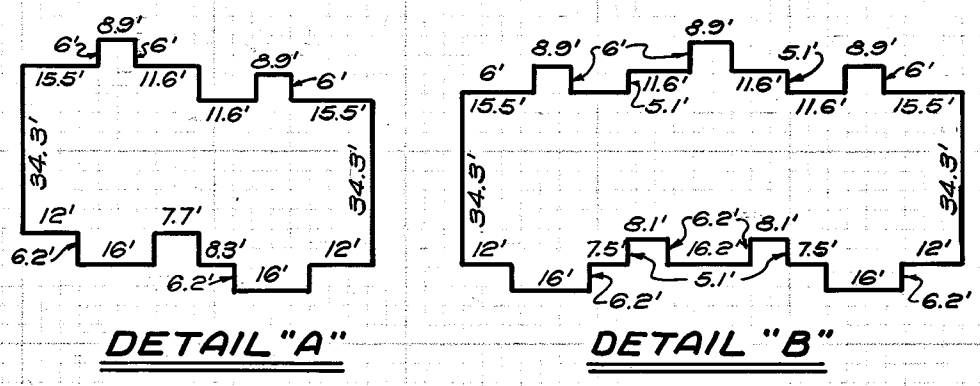 8.9'
6' 6' 8.9'
15.5' 11.6' 6'
11.6' 15.5'
34.3' 34.3'
12' 7.7'
6.2' 16' 8.3' 12'
6.2' 16'
DETAIL "A"
8.9' 6' 8.9' 5.1' 8.9'
6' 11.6' 11.6' 6'
15.5' 5.1' 11.6' 15.5'
34.3' 34.3'
8.1' 6.2' 8.1'
12' 7.5' 16.2' 7.5' 12'
16' 5.1' 16'
6.2' 6.2'
DETAIL "B"